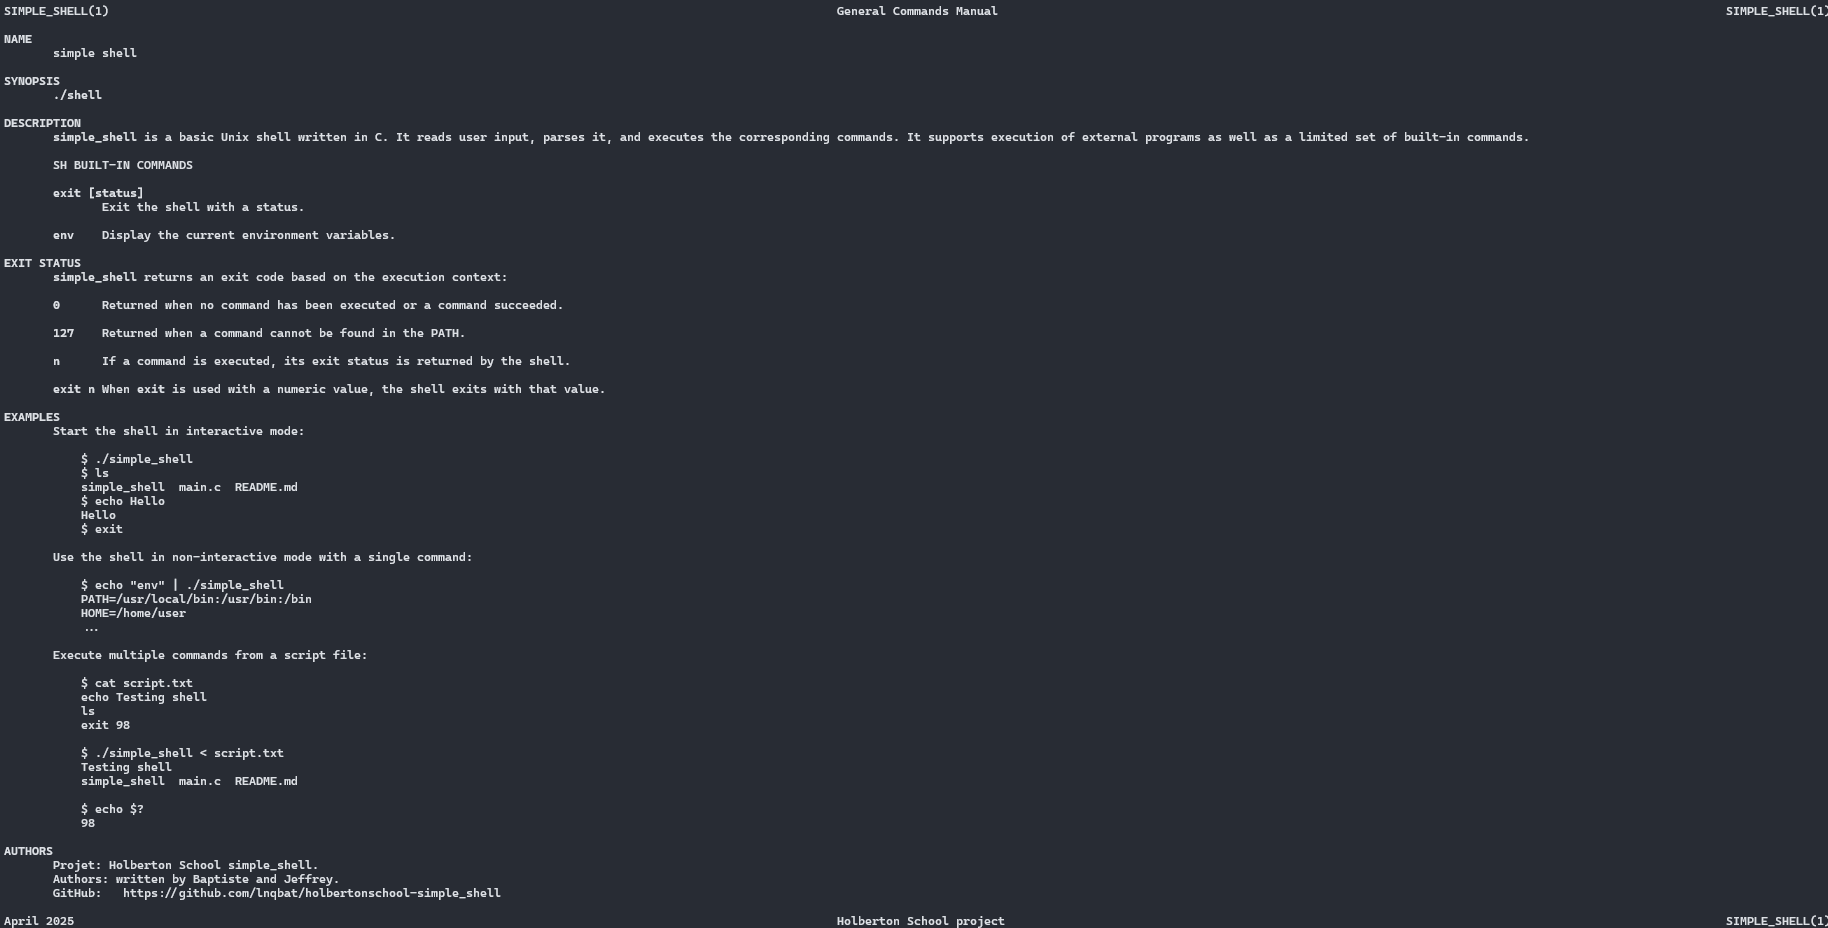 SIMPLE_SHELL(1) General Commands Manual SIMPLE_SHELL(1)
NAME
simple shell
SYNOPSIS
./shell
DESCRIPTION
simple_shell is a basic Unix shell written in C. It reads user input, parses it, and executes the corresponding commands. It supports execution of external programs as well as a limited set of built-in commands.
SH BUILT-IN COMMANDS
exit [status]
Exit the shell with a status.
env Display the current environment variables.
EXIT STATUS
simple_shell returns an exit code based on the execution context:
0 Returned when no command has been executed or a command succeeded.
127 Returned when a command cannot be found in the PATH.
n If a command is executed, its exit status is returned by the shell.
exit n When exit is used with a numeric value, the shell exits with that value.
EXAMPLES
Start the shell in interactive mode:
$ ./simple_shell
$ ls
simple_shell main.c README.md
$ echo Hello
Hello
$ exit
Use the shell in non-interactive mode with a single command:
$ echo "env" | ./simple_shell
PATH=/usr/local/bin:/usr/bin:/bin
HOME=/home/user
...
Execute multiple commands from a script file:
$ cat script.txt
echo Testing shell
ls
exit 98
$ ./simple_shell < script.txt
Testing shell
simple_shell main.c README.md
$ echo $?
98
AUTHORS
Projet: Holberton School simple_shell.
Authors: written by Baptiste and Jeffrey.
GitHub: https://github.com/lnqbat/holbertonschool-simple_shell
April 2025 Holberton School project SIMPLE_SHELL(1)